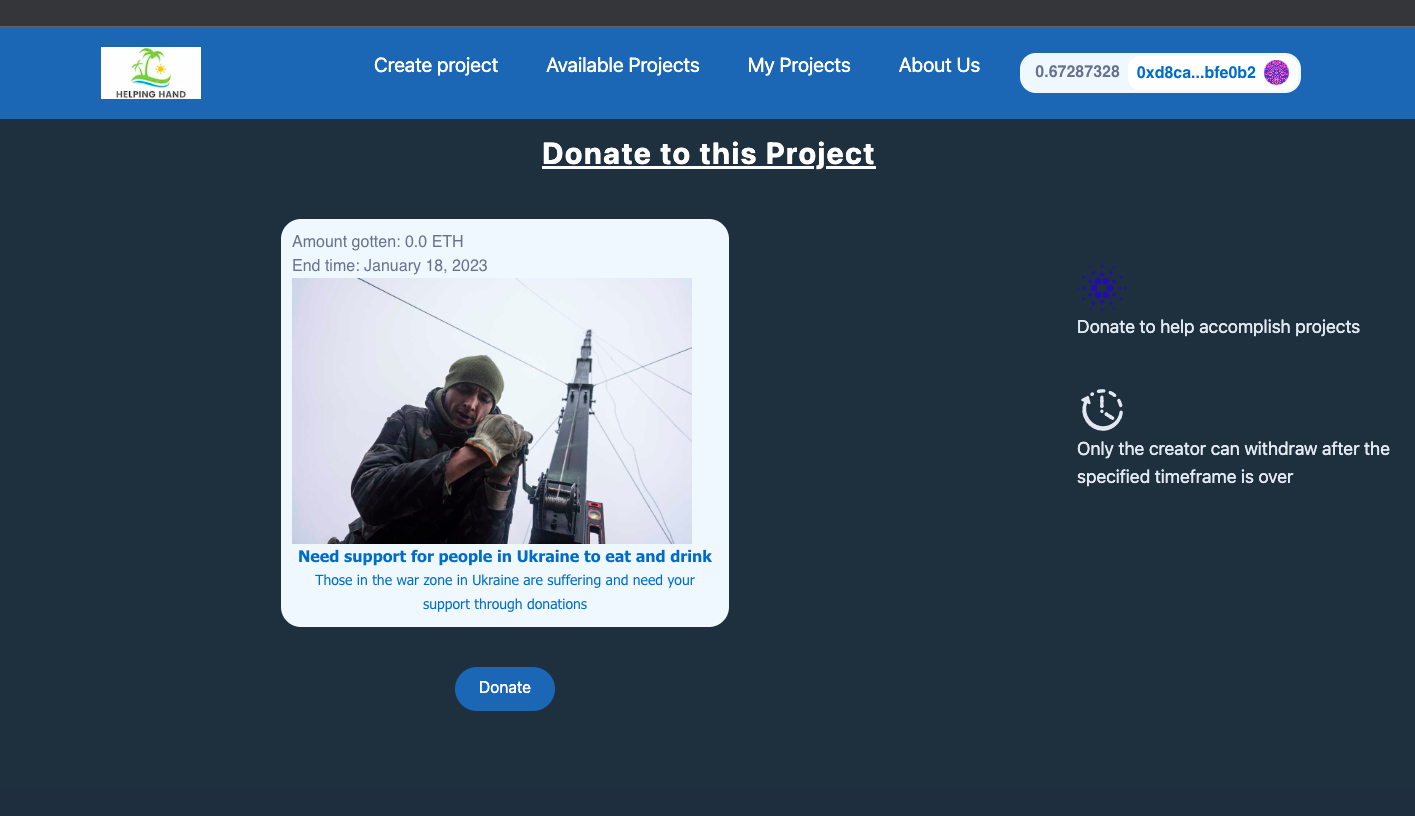 HELPING HAND
Create project
Available Projects
My Projects
About Us
0.67287328
0xd8ca...bfe0b2
Donate to this Project
Amount gotten: 0.0 ETH
End time: January 18, 2023
Need support for people in Ukraine to eat and drink
Those in the war zone in Ukraine are suffering and need your
support through donations
Donate
Donate to help accomplish projects
Only the creator can withdraw after the
specified timeframe is over